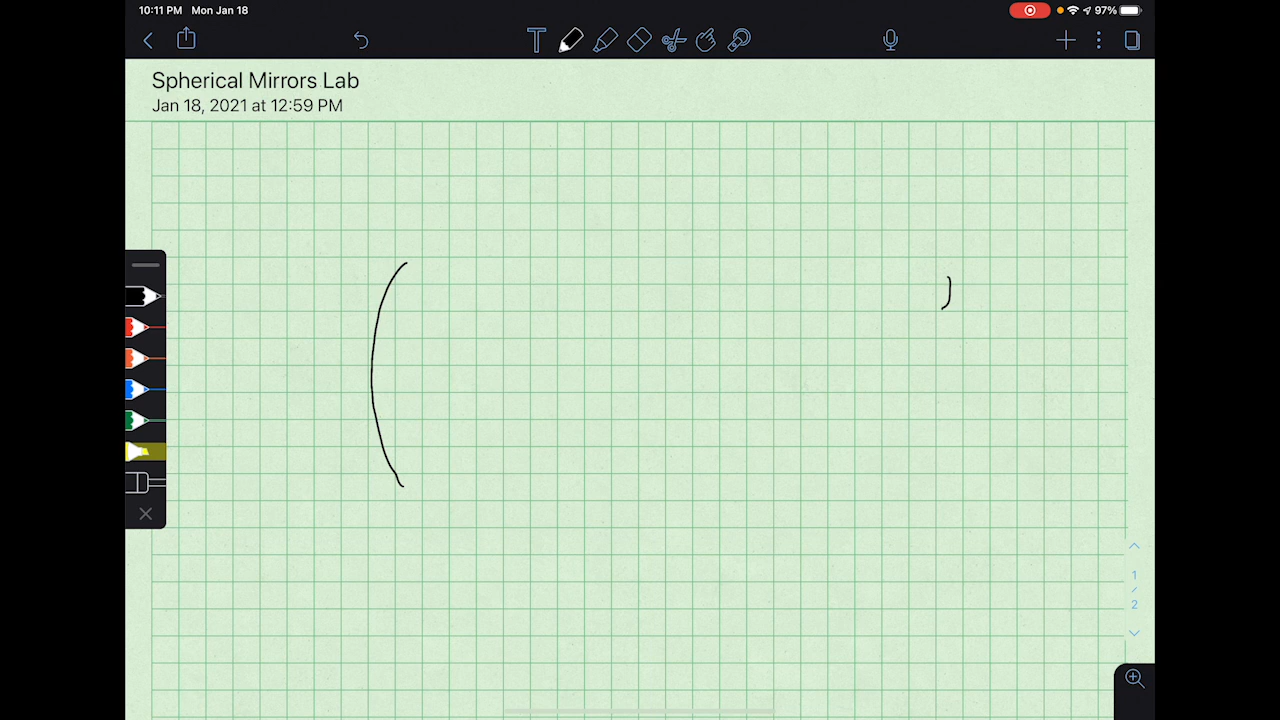 10:11 PM Mon Jan 18 97%
T
Spherical Mirrors Lab
Jan 18, 2021 at 12:59 PM
1
/
2